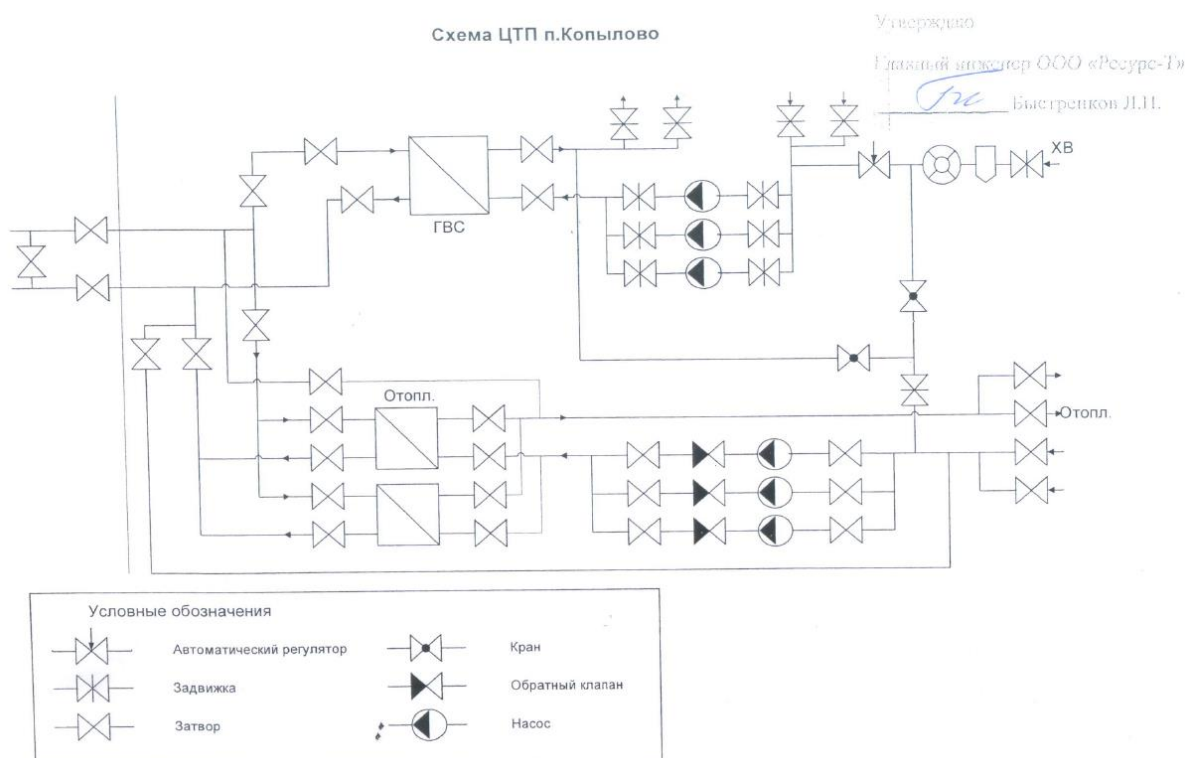 Схема ЦТП п.Копылово
Утверждаю
Главный инженер ООО «Ресурс-Т»
Быстренков Л.П.
ХВ
ГВС
Отопл.
Отопл.
Условные обозначения
Автоматический регулятор
Кран
Задвижка
Обратный клапан
Затвор
Насос